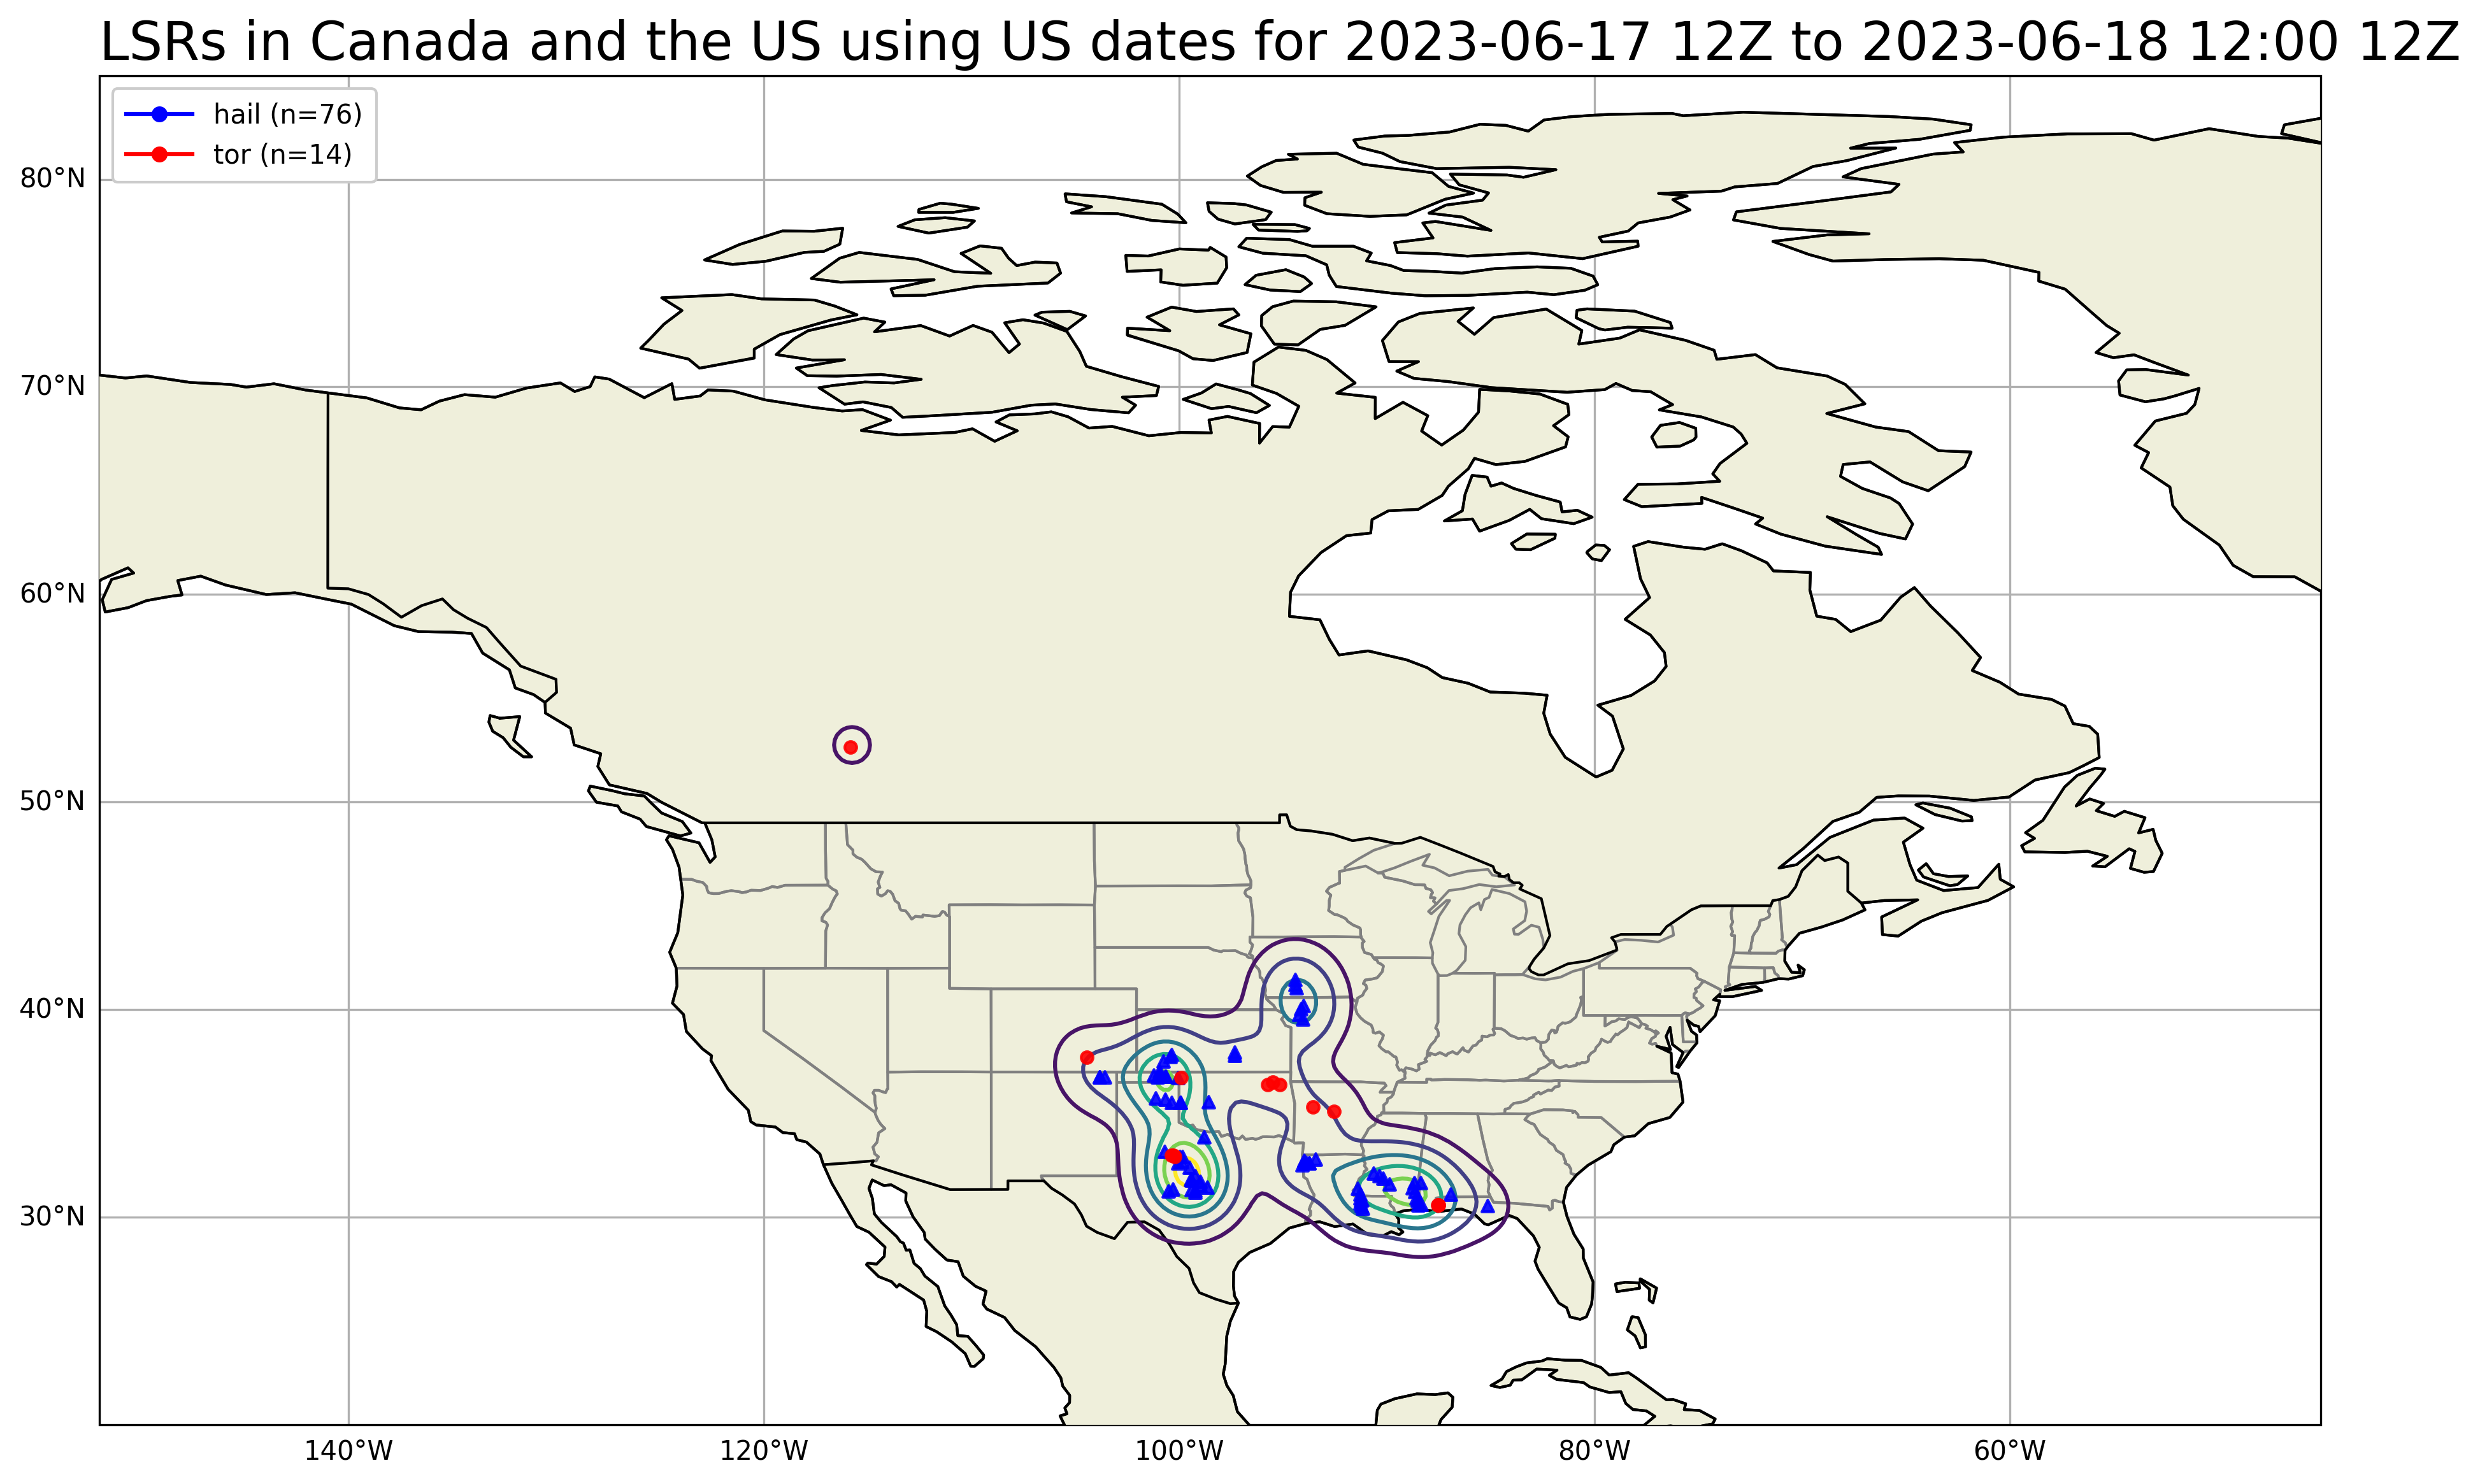 LSRs in Canada and the US using US dates for 2023-06-17 12Z to 2023-06-18 12:00 12Z
hail (n=76)
tor (n=14)
80°N
70°N
60°N
50°N
40°N
30°N
140°W
120°W
100°W
80°W
60°W